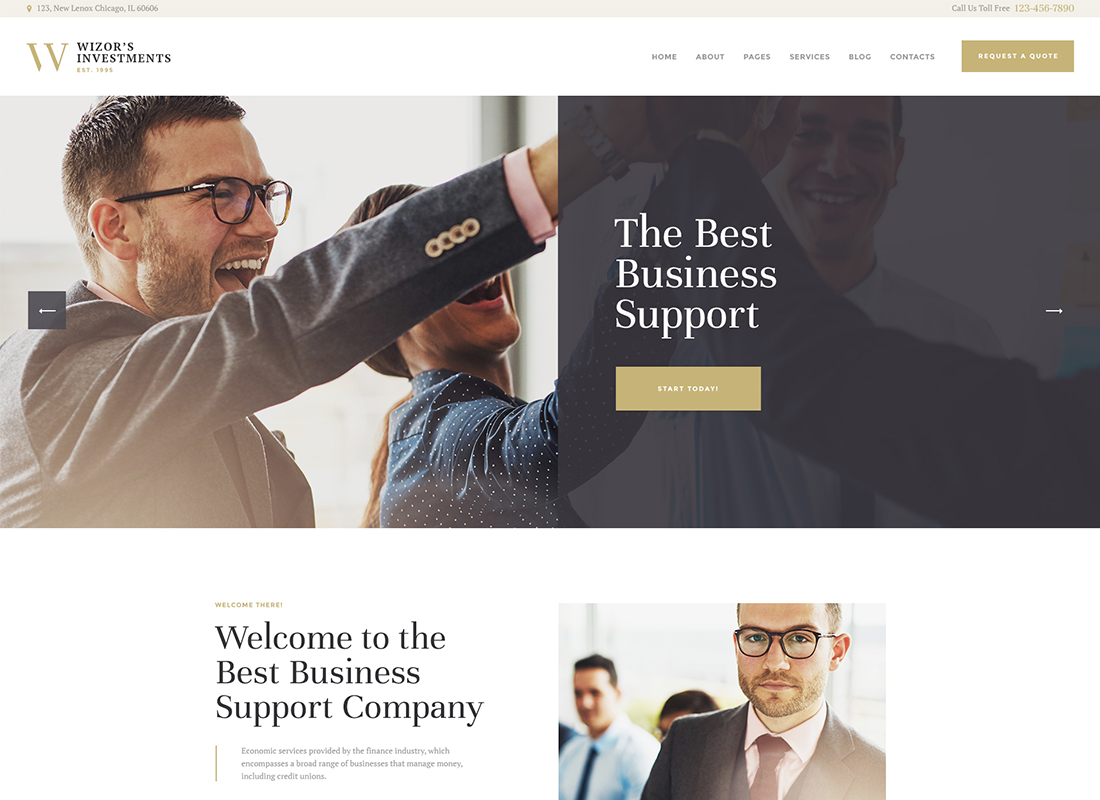 123, New Lenox Chicago, IL 60606
Call Us Toll Free 123-456-7890
W
WIZOR'S
INVESTMENTS
EST. 1995
HOME ABOUT PAGES SERVICES BLOG CONTACTS
REQUEST A QUOTE
The Best
Business
Support
START TODAY!
WELCOME THERE!
Welcome to the
Best Business
Support Company
Economic services provided by the finance industry, which
encompasses a broad range of businesses that manage money,
including credit unions.